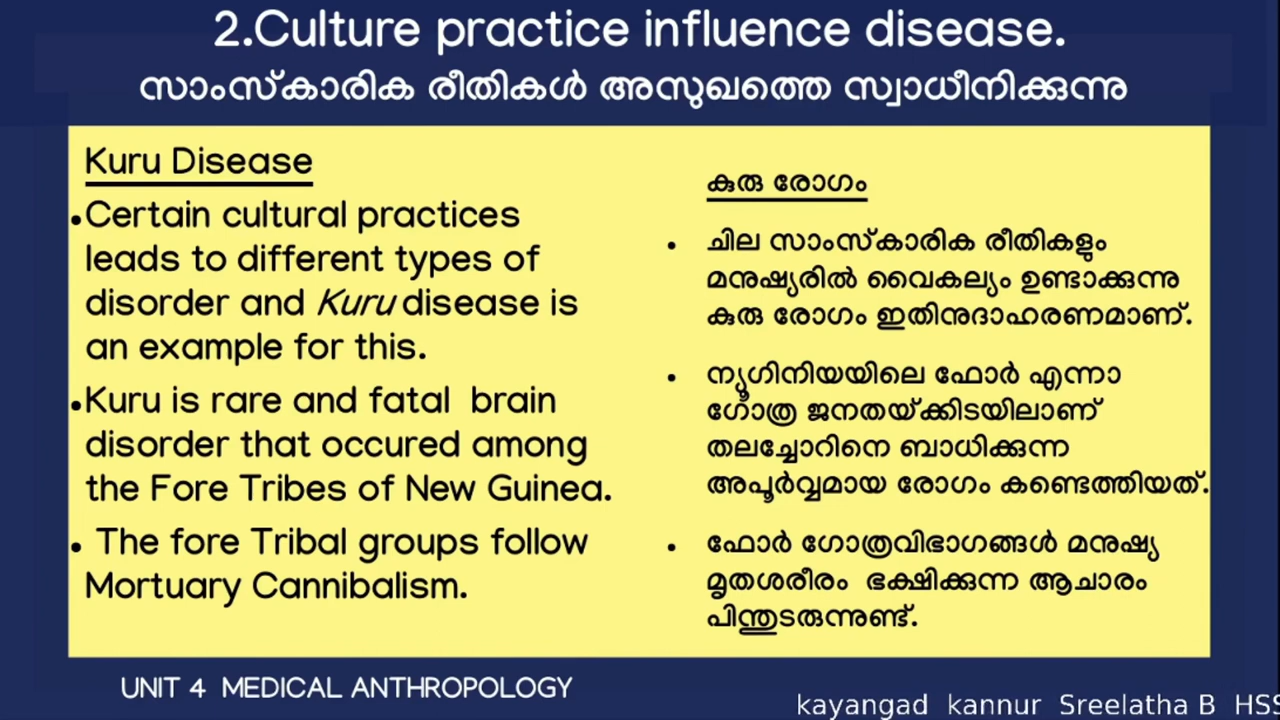 2.Culture practice influence disease.
സാംസ്കാരിക രീതികൾ അസുഖത്തെ സ്വാധീനിക്കുന്നു
Kuru Disease
•Certain cultural practices
leads to different types of
disorder and Kuru disease is
an example for this.
•Kuru is rare and fatal brain
disorder that occured among
the Fore Tribes of New Guinea.
• The fore Tribal groups follow
Mortuary Cannibalism.
കുരു രോഗം
• ചില സാംസ്കാരിക രീതികളും
മനുഷ്യരിൽ വൈകല്യം ഉണ്ടാക്കുന്നു
കുരു രോഗം ഇതിനുദാഹരണമാണ്.
• ന്യൂഗിനിയയിലെ ഫോർ എന്നാ
ഗോത്ര ജനതയ്ക്കിടയിലാണ്
തലച്ചോറിനെ ബാധിക്കുന്ന
അപൂർവ്വമായ രോഗം കണ്ടെത്തിയത്.
• ഫോർ ഗോത്രവിഭാഗങ്ങൾ മനുഷ്യ
മൃതശരീരം ഭക്ഷിക്കുന്ന ആചാരം
പിന്തുടരുന്നുണ്ട്.
UNIT 4 MEDICAL ANTHROPOLOGY
kayangad kannur Sreelatha B HSS